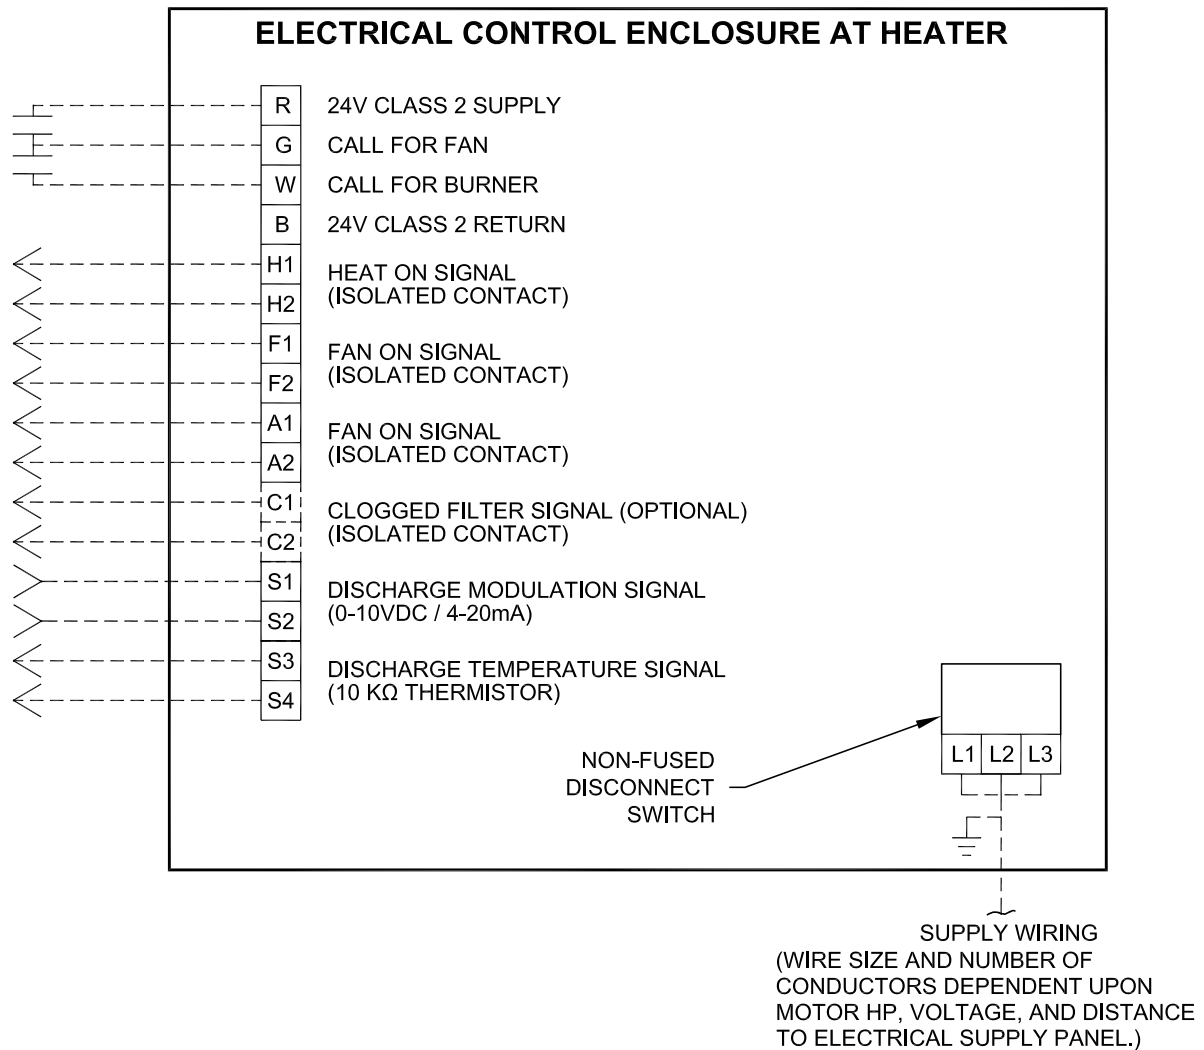 ELECTRICAL CONTROL ENCLOSURE AT HEATER
R 24V CLASS 2 SUPPLY
G CALL FOR FAN
W CALL FOR BURNER
B 24V CLASS 2 RETURN
H1
HEAT ON SIGNAL
(ISOLATED CONTACT)
H2
F1
FAN ON SIGNAL
(ISOLATED CONTACT)
F2
A1
FAN ON SIGNAL
(ISOLATED CONTACT)
A2
C1
CLOGGED FILTER SIGNAL (OPTIONAL)
(ISOLATED CONTACT)
C2
S1
DISCHARGE MODULATION SIGNAL
(0-10VDC / 4-20mA)
S2
S3
DISCHARGE TEMPERATURE SIGNAL
(10 KΩ THERMISTOR)
S4
L1 L2 L3
NON-FUSED
DISCONNECT
SWITCH
SUPPLY WIRING
(WIRE SIZE AND NUMBER OF
CONDUCTORS DEPENDENT UPON
MOTOR HP, VOLTAGE, AND DISTANCE
TO ELECTRICAL SUPPLY PANEL.)